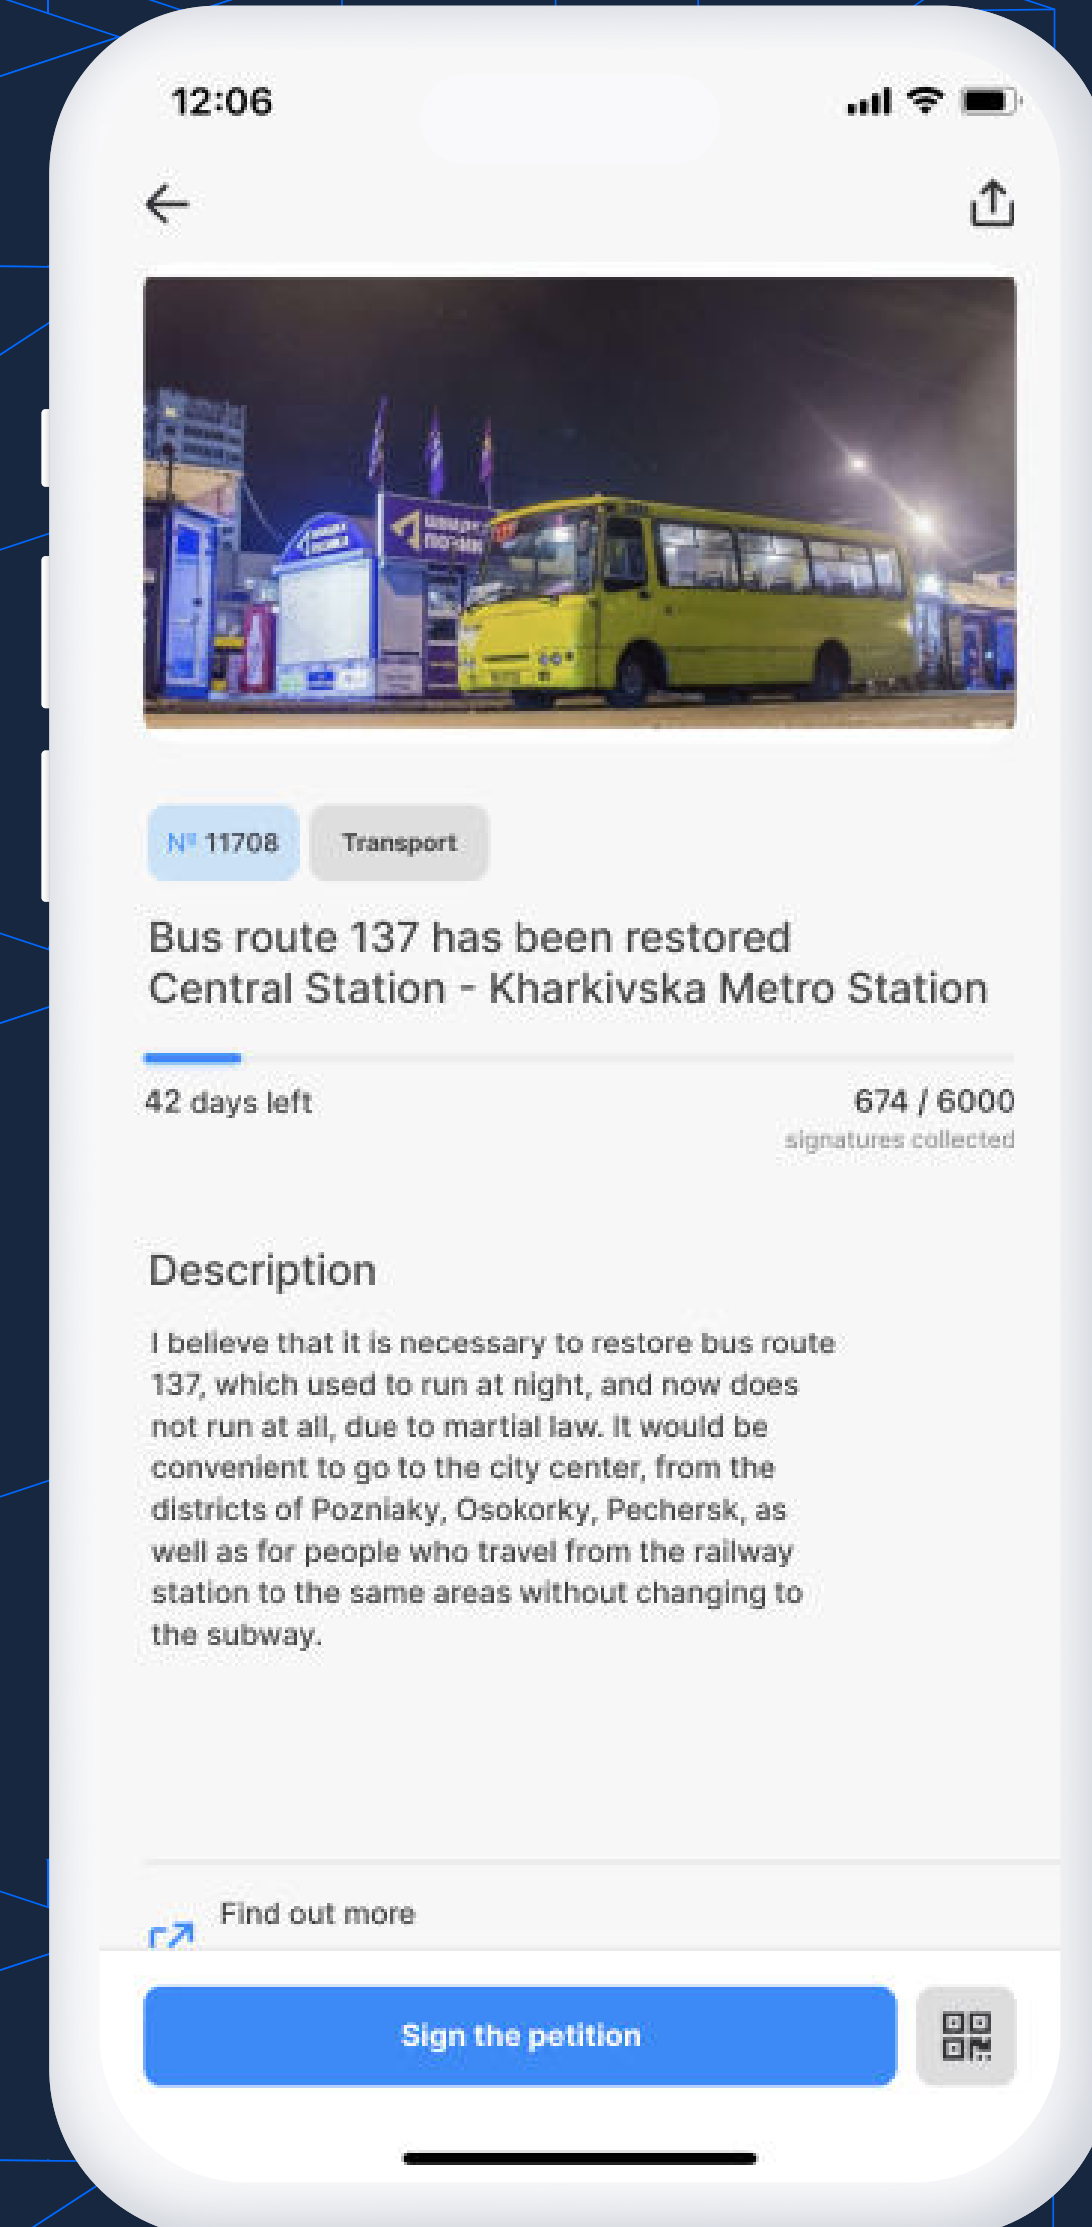 12:06
№ 11708
Transport
Bus route 137 has been restored
Central Station - Kharkivska Metro Station
42 days left
674 / 6000
signatures collected
Description
I believe that it is necessary to restore bus route
137, which used to run at night, and now does
not run at all, due to martial law. It would be
convenient to go to the city center, from the
districts of Pozniaky, Osokorky, Pechersk, as
well as for people who travel from the railway
station to the same areas without changing to
the subway.
Find out more
Sign the petition